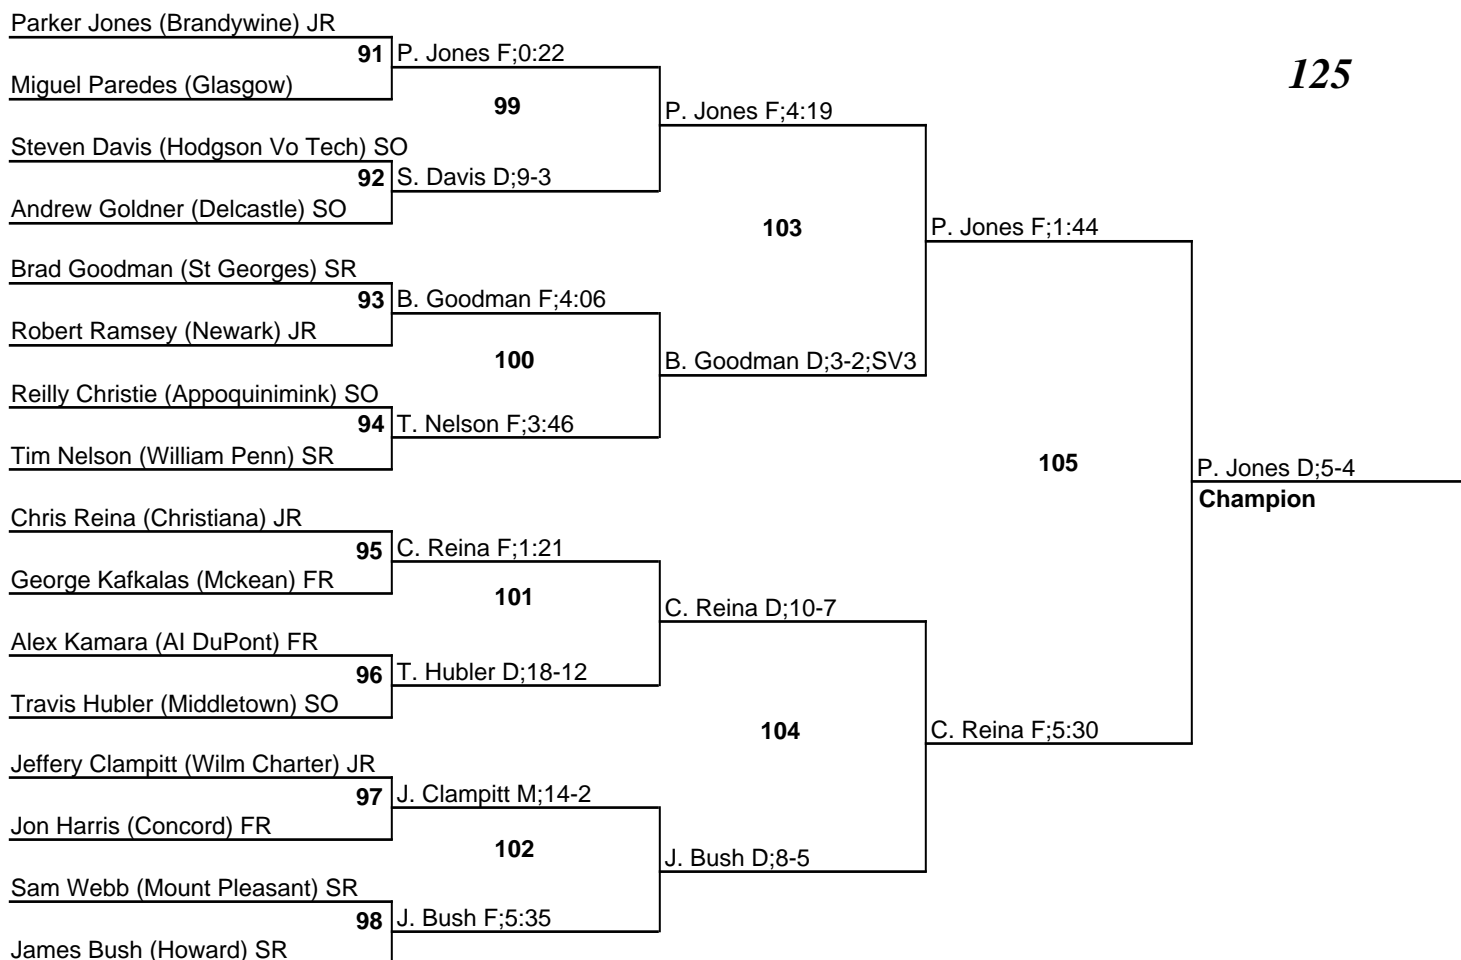 Parker Jones (Brandywine) JR
91 P. Jones F;0:22
125
Miguel Paredes (Glasgow)
99
P. Jones F;4:19
Steven Davis (Hodgson Vo Tech) SO
92 S. Davis D;9-3
Andrew Goldner (Delcastle) SO
103
P. Jones F;1:44
Brad Goodman (St Georges) SR
93 B. Goodman F;4:06
Robert Ramsey (Newark) JR
100
B. Goodman D;3-2;SV3
Reilly Christie (Appoquinimink) SO
94 T. Nelson F;3:46
Tim Nelson (William Penn) SR
105
P. Jones D;5-4
Champion
Chris Reina (Christiana) JR
95 C. Reina F;1:21
George Kafkalas (Mckean) FR
101
C. Reina D;10-7
Alex Kamara (AI DuPont) FR
96 T. Hubler D;18-12
Travis Hubler (Middletown) SO
104
C. Reina F;5:30
Jeffery Clampitt (Wilm Charter) JR
97 J. Clampitt M;14-2
Jon Harris (Concord) FR
102
J. Bush D;8-5
Sam Webb (Mount Pleasant) SR
98 J. Bush F;5:35
James Bush (Howard) SR